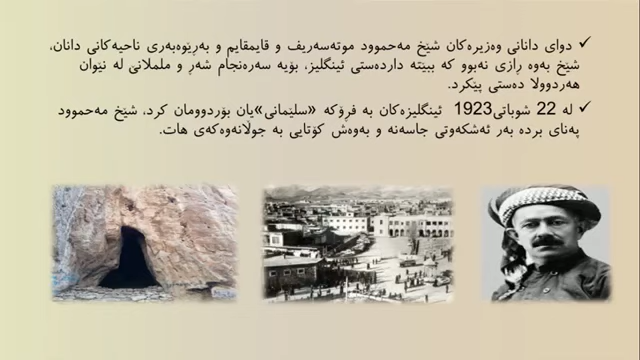 ✓ دوای دانانی وەزیرەکان شێخ مەحموود موتەسەریف و قایمقایم و بەڕێوەبەری ناحیەکانی دانان،
شێخ بەوە ڕازی نەبوو کە ببێتە داردەستی ئینگلیز، بۆیە سەرەنجام شەڕ و ململانێ لە نێوان
هەردوولا دەستی پێکرد.
✓ لە 22 شوباتی1923 ئینگلیزەکان بە فڕۆکە «سلێمانی»یان بۆردوومان کرد، شێخ مەحموود
پەنای بردە بەر ئەشکەوتی جاسەنە و بەوەش کۆتایی بە جوڵانەوەکەی هات.